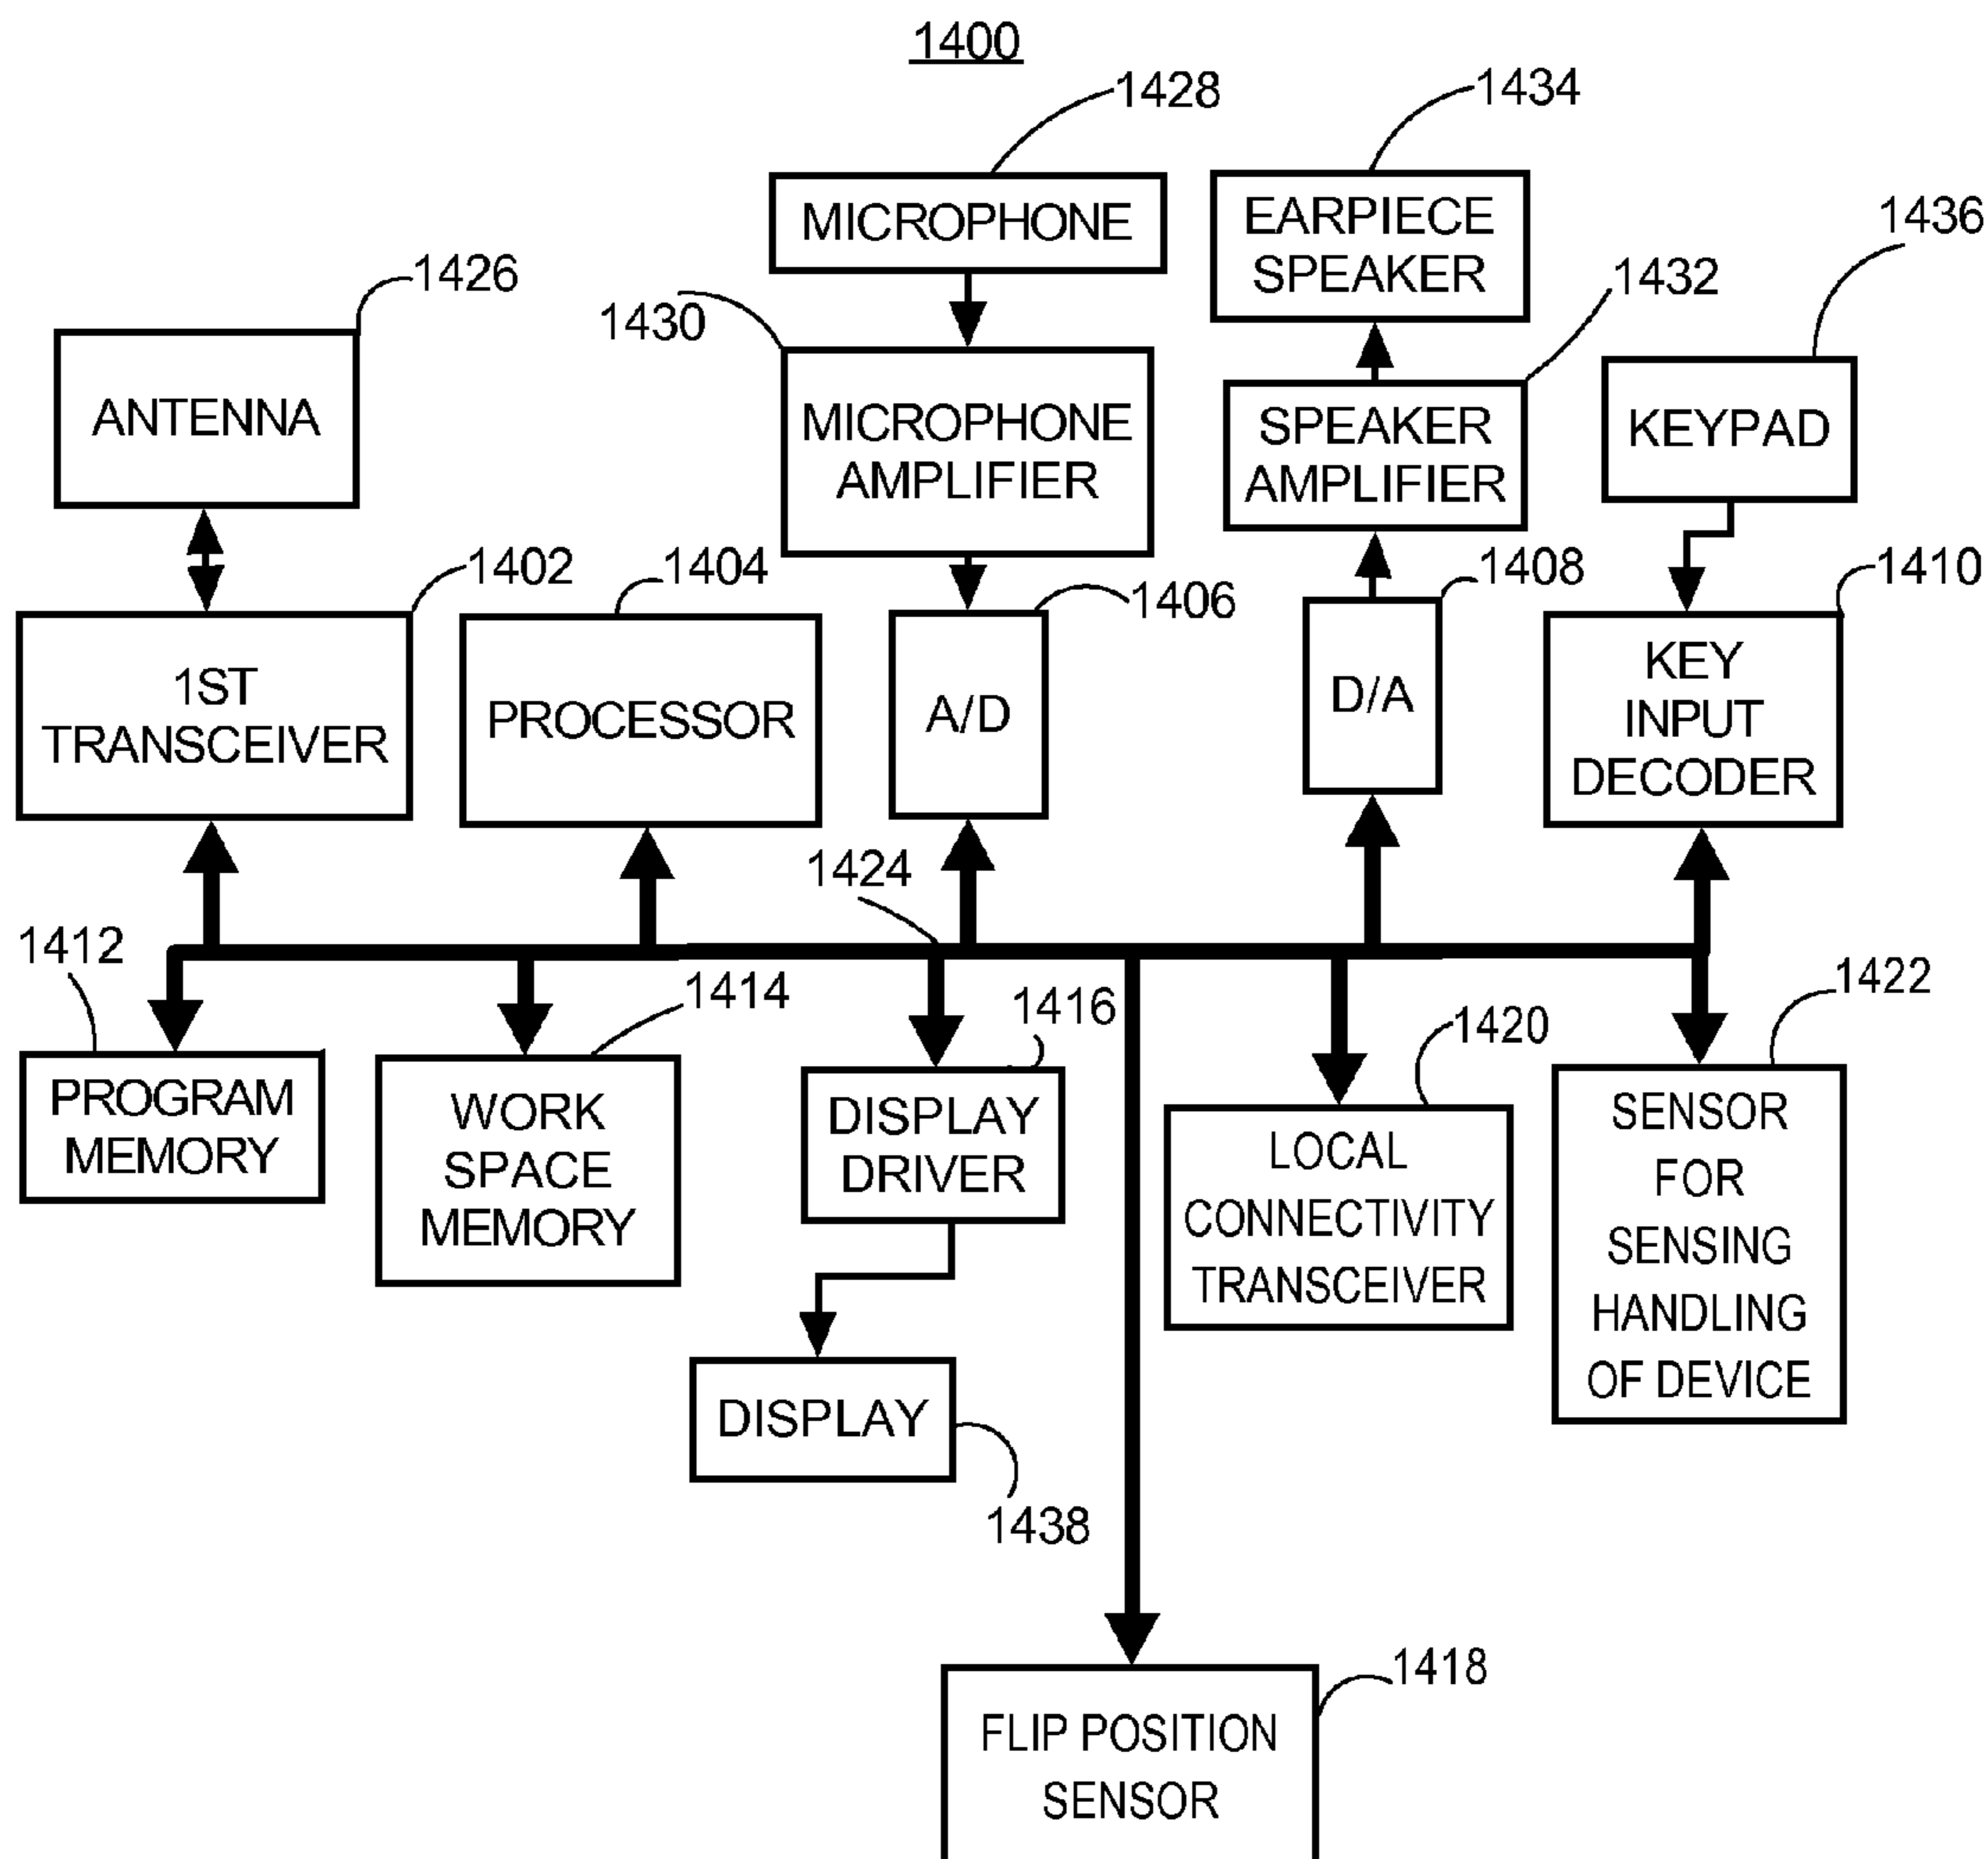 1400
1428
1434
MICROPHONE
EARPIECE
SPEAKER
1436
1426
1430
1432
ANTENNA
MICROPHONE
AMPLIFIER
SPEAKER
AMPLIFIER
KEYPAD
1402
1404
1406
1408
1410
1ST
TRANSCEIVER
PROCESSOR
A/D
D/A
KEY
INPUT
DECODER
1424
1412
1414
1416
1420
1422
PROGRAM
MEMORY
WORK
SPACE
MEMORY
DISPLAY
DRIVER
LOCAL
CONNECTIVITY
TRANSCEIVER
SENSOR
FOR
SENSING
HANDLING
OF DEVICE
DISPLAY
1438
1418
FLIP POSITION
SENSOR